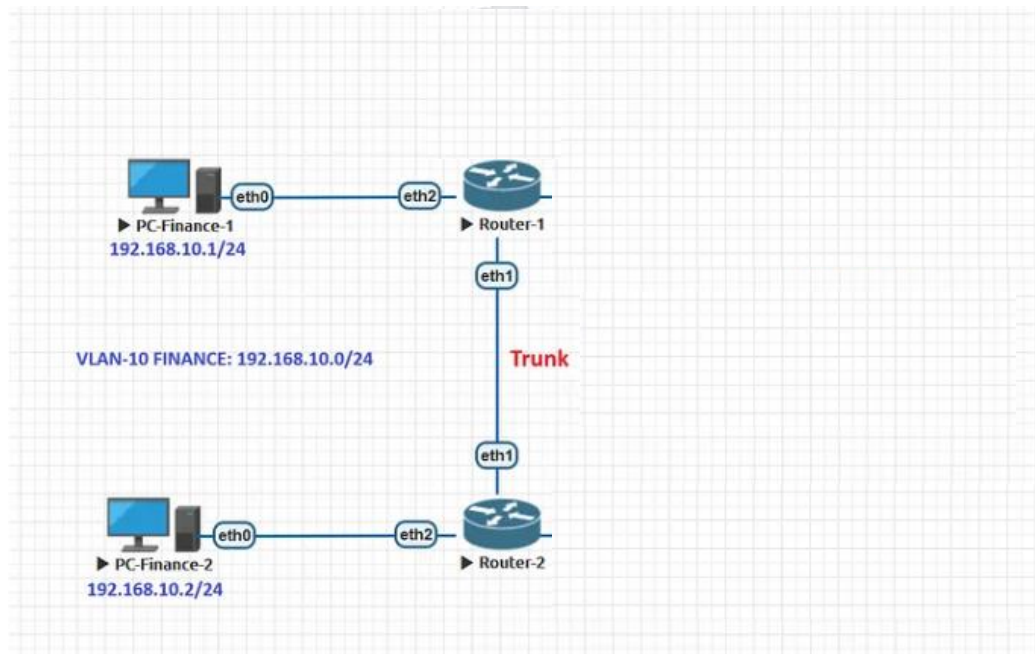 eth0
eth2
▶ PC-Finance-1
▶ Router-1
192.168.10.1/24
eth1
VLAN-10 FINANCE: 192.168.10.0/24
Trunk
eth1
eth0
eth2
▶ PC-Finance-2
▶ Router-2
192.168.10.2/24